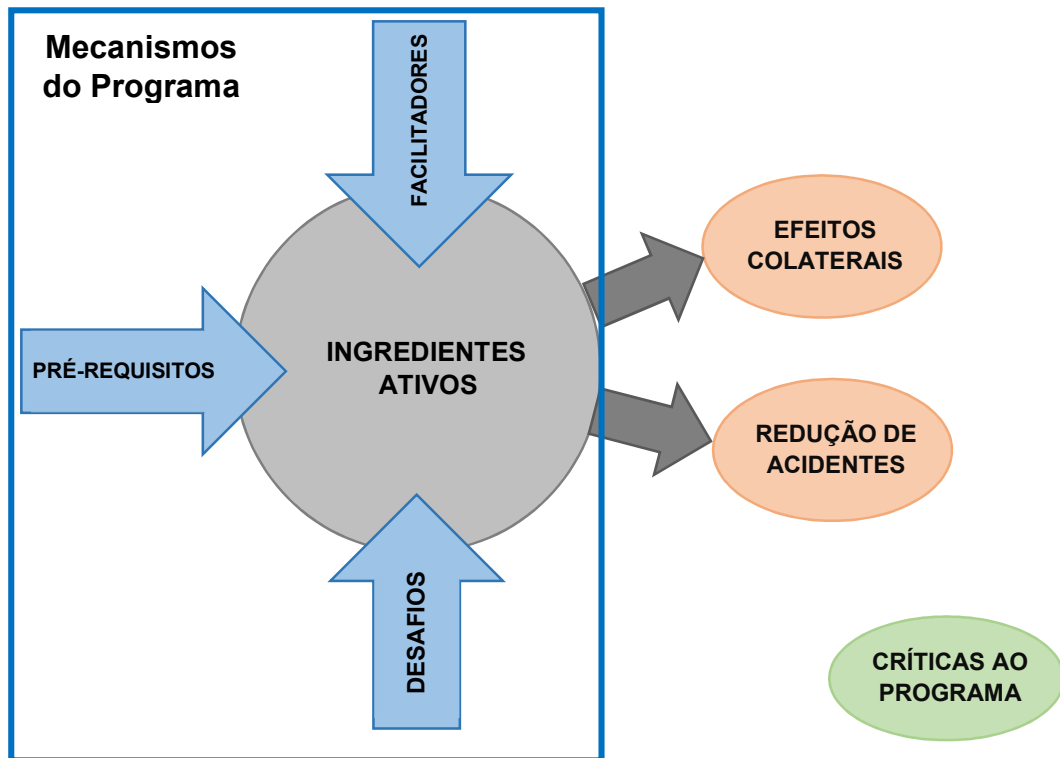 Mecanismos
do Programa
FACILITADORES
EFEITOS
COLATERAIS
PRÉ-REQUISITOS
INGREDIENTES
ATIVOS
REDUÇÃO DE
ACIDENTES
DESAFIOS
CRÍTICAS AO
PROGRAMA